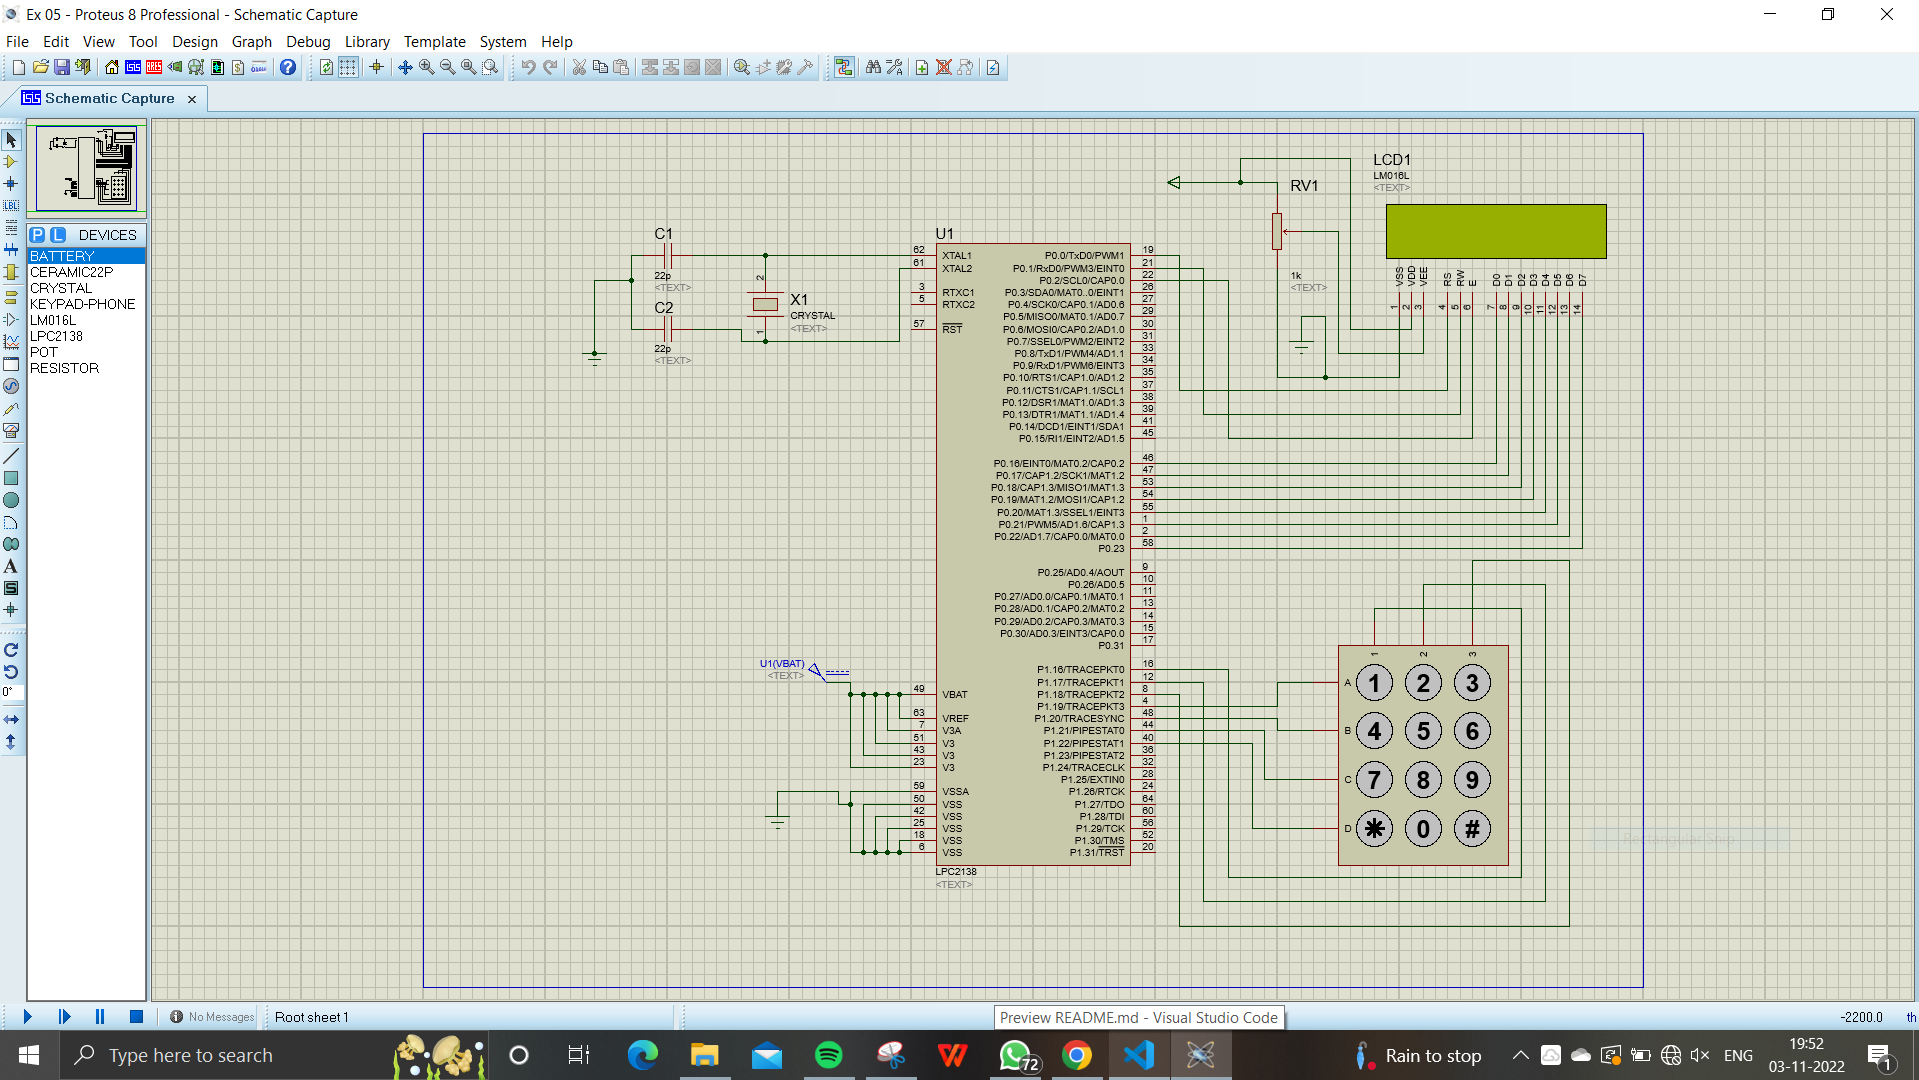 Ex 05 - Proteus 8 Professional - Schematic Capture
File Edit View Tool Design Graph Debug Library Template System Help
Schematic Capture
P L DEVICES
BATTERY
CERAMIC22P
CRYSTAL
KEYPAD-PHONE
LM016L
LPC2138
POT
RESISTOR
LBL
A
S
0°
C1
22p
<TEXT>
C2
22p
<TEXT>
X1
CRYSTAL
<TEXT>
2
1
U1
62 XTAL1
61 XTAL2
3 RTXC1
5 RTXC2
57 RST
U1(VBAT)
<TEXT>
49 VBAT
63 VREF
7 V3A
51 V3
43 V3
23 V3
59 VSSA
50 VSS
42 VSS
25 VSS
18 VSS
6 VSS
P0.0/TxD0/PWM1 19
P0.1/RxD0/PWM3/EINT0 21
P0.2/SCL0/CAP0.0 22
P0.3/SDA0/MAT0..0/EINT1 26
P0.4/SCK0/CAP0.1/AD0.6 27
P0.5/MISO0/MAT0.1/AD0.7 29
P0.6/MOSI0/CAP0.2/AD1.0 30
P0.7/SSEL0/PWM2/EINT2 31
P0.8/TxD1/PWM4/AD1.1 33
P0.9/RxD1/PWM6/EINT3 34
P0.10/RTS1/CAP1.0/AD1.2 35
P0.11/CTS1/CAP1.1/SCL1 37
P0.12/DSR1/MAT1.0/AD1.3 38
P0.13/DTR1/MAT1.1/AD1.4 39
P0.14/DCD1/EINT1/SDA1 41
P0.15/RI1/EINT2/AD1.5 45
P0.16/EINT0/MAT0.2/CAP0.2 46
P0.17/CAP1.2/SCK1/MAT1.2 47
P0.18/CAP1.3/MISO1/MAT1.3 53
P0.19/MAT1.2/MOSI1/CAP1.2 54
P0.20/MAT1.3/SSEL1/EINT3 55
P0.21/PWM5/AD1.6/CAP1.3 1
P0.22/AD1.7/CAP0.0/MAT0.0 2
P0.23 58
P0.25/AD0.4/AOUT 9
P0.26/AD0.5 10
P0.27/AD0.0/CAP0.1/MAT0.1 11
P0.28/AD0.1/CAP0.2/MAT0.2 13
P0.29/AD0.2/CAP0.3/MAT0.3 14
P0.30/AD0.3/EINT3/CAP0.0 15
P0.31 17
P1.16/TRACEPKT0 16
P1.17/TRACEPKT1 12
P1.18/TRACEPKT2 8
P1.19/TRACEPKT3 4
P1.20/TRACESYNC 48
P1.21/PIPESTAT0 44
P1.22/PIPESTAT1 40
P1.23/PIPESTAT2 36
P1.24/TRACECLK 32
P1.25/EXTIN0 28
P1.26/RTCK 24
P1.27/TDO 64
P1.28/TDI 60
P1.29/TCK 56
P1.30/TMS 52
P1.31/TRST 20
LPC2138
<TEXT>
RV1
1k
<TEXT>
LCD1
LM016L
<TEXT>
VSS VDD VEE RS RW E D0 D1 D2 D3 D4 D5 D6 D7
1 2 3 4 5 6 7 8 9 10 11 12 13 14
1 2 3
A 1 2 3
B 4 5 6
C 7 8 9
D * 0 #
Rectangular Snip
No Messages Root sheet 1 -2200.0 th
Preview README.md - Visual Studio Code
Type here to search
72
Rain to stop
ENG
19:52
03-11-2022
1